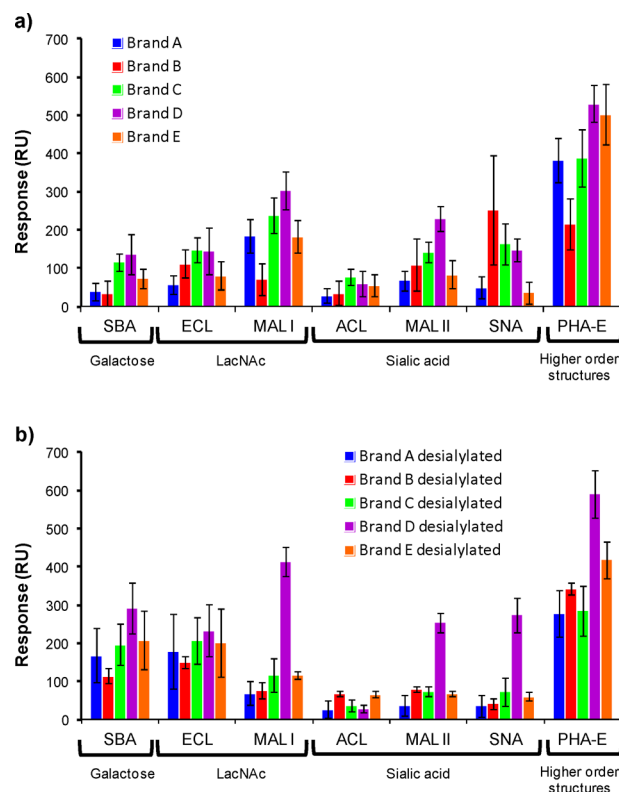 a)
700
600
500
400
300
200
100
0
Response (RU)
Brand A
Brand B
Brand C
Brand D
Brand E
SBA ECL MAL I ACL MAL II SNA PHA-E
Galactose LacNAc Sialic acid Higher order
structures
b)
700
600
500
400
300
200
100
0
Response (RU)
Brand A desialylated
Brand B desialylated
Brand C desialylated
Brand D desialylated
Brand E desialylated
SBA ECL MAL I ACL MAL II SNA PHA-E
Galactose LacNAc Sialic acid Higher order
structures